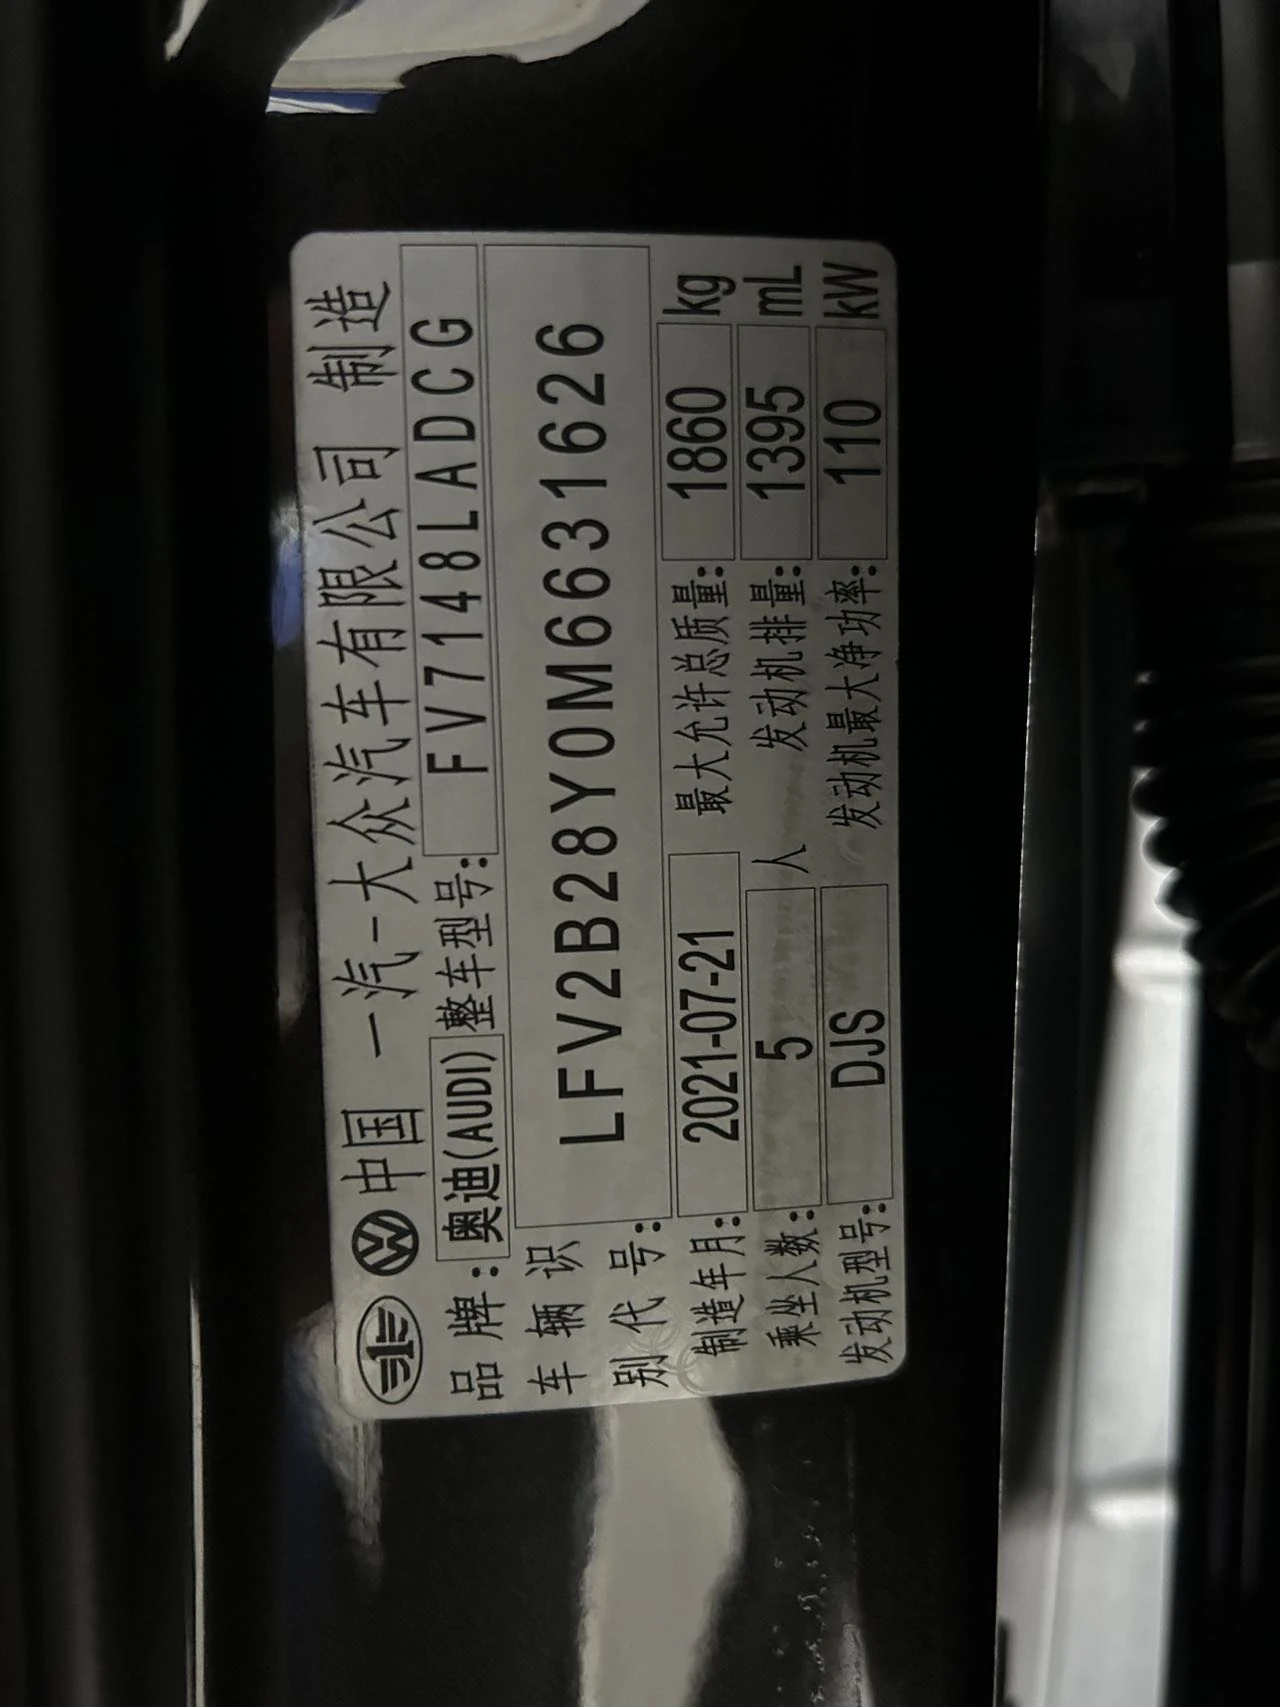 中国 一汽-大众汽车有限公司 制造
品牌: 奥迪(AUDI) 整车型号: FV7148LADCG
车辆识别代号: LFV2B28Y0M6631626
制造年月: 2021-07-21 最大允许总质量: 1860 kg
乘坐人数: 5 人 发动机排量: 1395 mL
发动机型号: DJS 发动机最大净功率: 110 kW